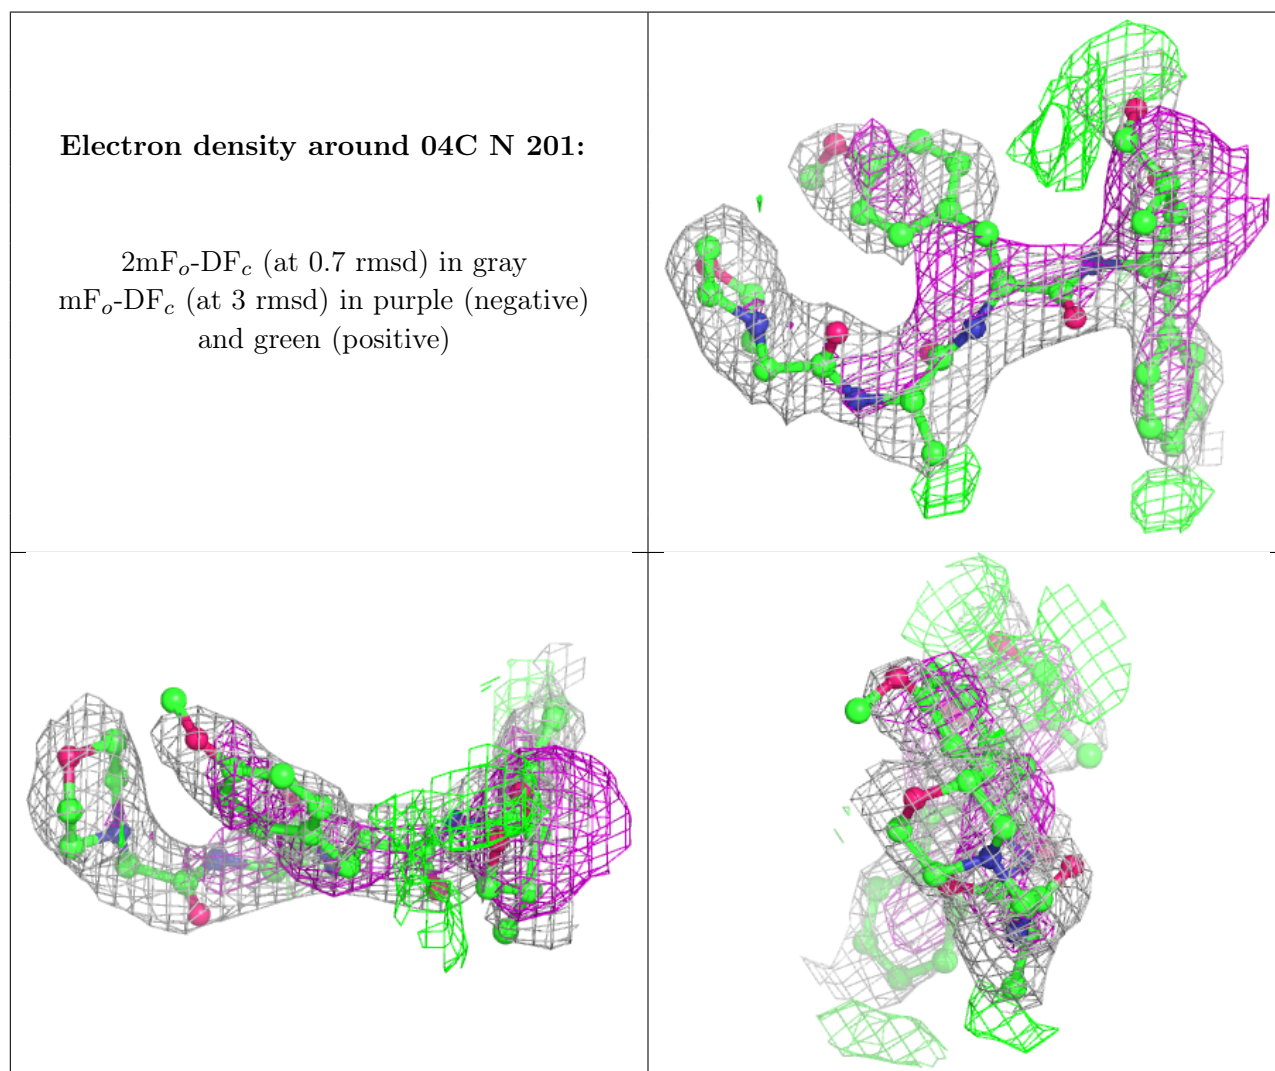 Electron density around 04C N 201:
2mFo-DFc (at 0.7 rmsd) in gray
mFo-DFc (at 3 rmsd) in purple (negative)
and green (positive)